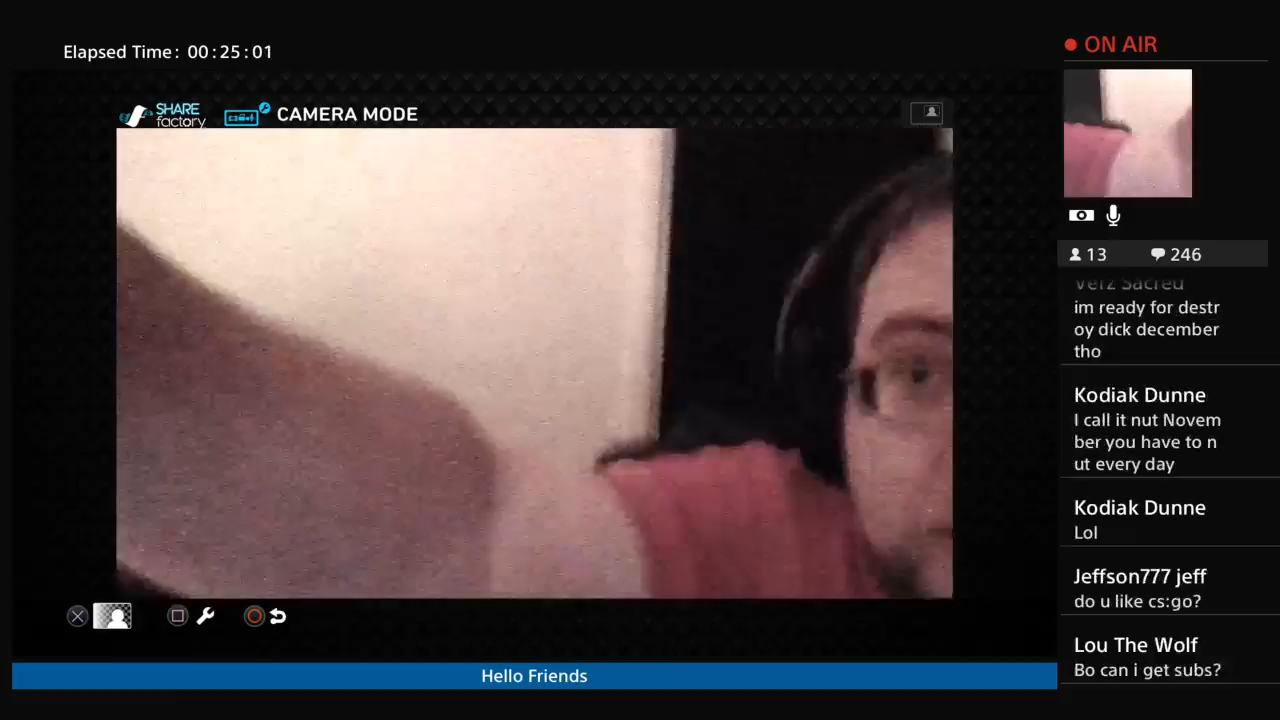 Elapsed Time: 00:25:01
ON AIR
SHARE
factory
CAMERA MODE
13
246
Verz Sacred
im ready for destr
oy dick december
tho
Kodiak Dunne
I call it nut Novem
ber you have to n
ut every day
Kodiak Dunne
Lol
Jeffson777 jeff
do u like cs:go?
Lou The Wolf
Bo can i get subs?
Hello Friends